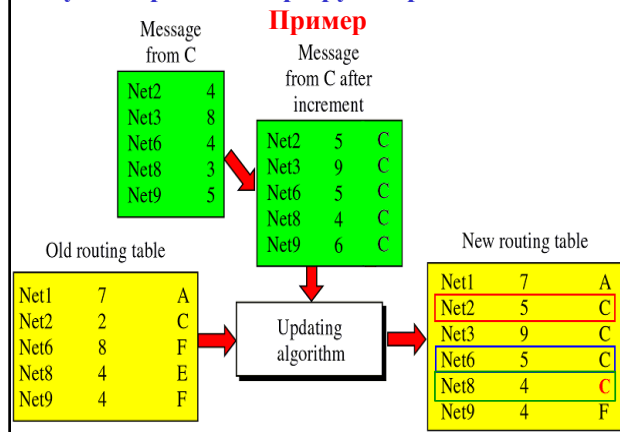 Пример
Message
from C
Net2 4
Net3 8
Net6 4
Net8 3
Net9 5
Message
from C after
increment
Net2 5 C
Net3 9 C
Net6 5 C
Net8 4 C
Net9 6 C
Old routing table
Net1 7 A
Net2 2 C
Net6 8 F
Net8 4 E
Net9 4 F
Updating
algorithm
New routing table
Net1 7 A
Net2 5 C
Net3 9 C
Net6 5 C
Net8 4 C
Net9 4 F